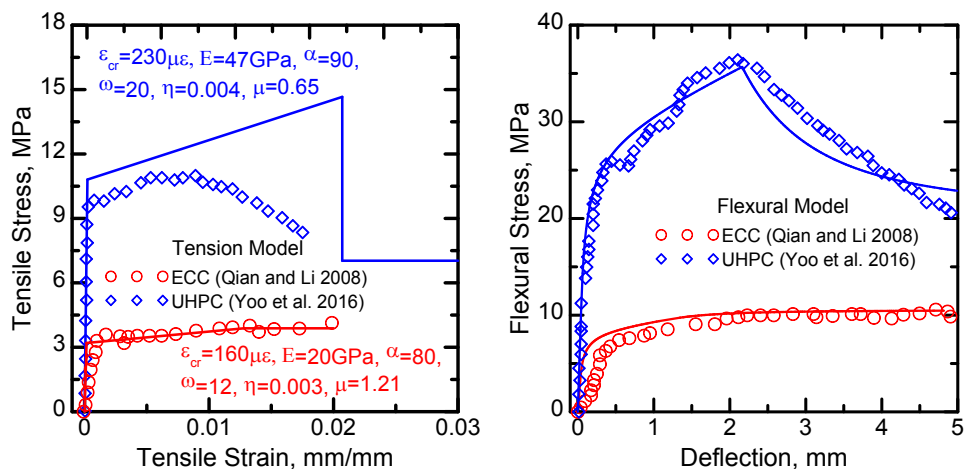 18
15
12
9
6
3
0
Tensile Stress, MPa
εcr=230με, E=47GPa, α=90,
ω=20, η=0.004, μ=0.65
Tension Model
ECC (Qian and Li 2008)
UHPC (Yoo et al. 2016)
εcr=160με, E=20GPa, α=80,
ω=12, η=0.003, μ=1.21
0 0.01 0.02 0.03
Tensile Strain, mm/mm
40
30
20
10
0
Flexural Stress, MPa
Flexural Model
ECC (Qian and Li 2008)
UHPC (Yoo et al. 2016)
0 1 2 3 4 5
Deflection, mm